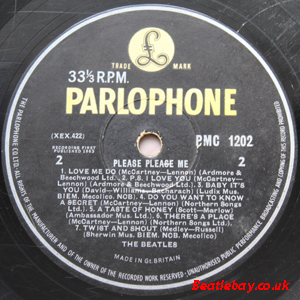 £
TRADE MARK
33⅓ R.P.M.
PARLOPHONE
(XEX.422)
RECORDING FIRST
PUBLISHED 1963
PMC 1202
2 PLEASE PLEASE ME 2
1. LOVE ME DO (McCartney-Lennon) (Ardmore &
Beechwood Ltd.) 2. P.S. I LOVE YOU (McCartney-
Lennon) (Ardmore & Beechwood Ltd.) 3. BABY IT'S
YOU (David-Williams-Bacharach) (Ludix Mus.
BIEM. Mecolico. NCB) 4. DO YOU WANT TO KNOW
A SECRET (McCartney-Lennon) (Northern Songs
Ltd.) 5. A TASTE OF HONEY (Scott-Marlow)
(Ambassador Mus. Ltd.) 6. THERE'S A PLACE
(McCartney-Lennon) (Northern Songs Ltd.)
7. TWIST AND SHOUT (Medley-Russell)
(Sherwin Mus. BIEM. NCB. Mecolico)
THE BEATLES
Made in Gt. Britain
THE PARLOPHONE CO. LTD. ALL RIGHTS OF THE MANUFACTURER AND OF THE OWNER OF THE RECORDED WORK RESERVED. UNAUTHORISED PUBLIC PERFORMANCE BROADCASTING AND COPYING OF THIS RECORD PROHIBITED
Beatlebay.co.uk